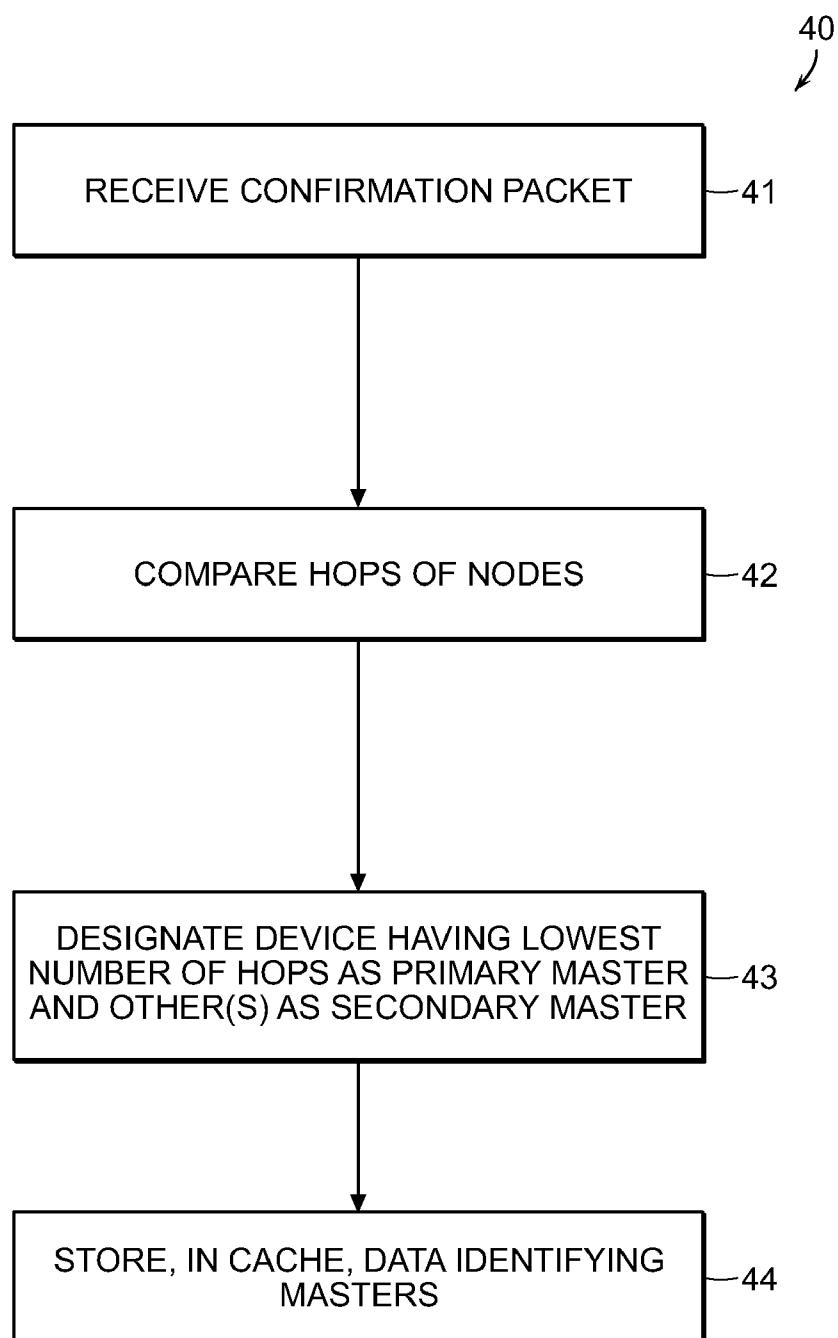 40
RECEIVE CONFIRMATION PACKET
41
COMPARE HOPS OF NODES
42
DESIGNATE DEVICE HAVING LOWEST
NUMBER OF HOPS AS PRIMARY MASTER
AND OTHER(S) AS SECONDARY MASTER
43
STORE, IN CACHE, DATA IDENTIFYING
MASTERS
44